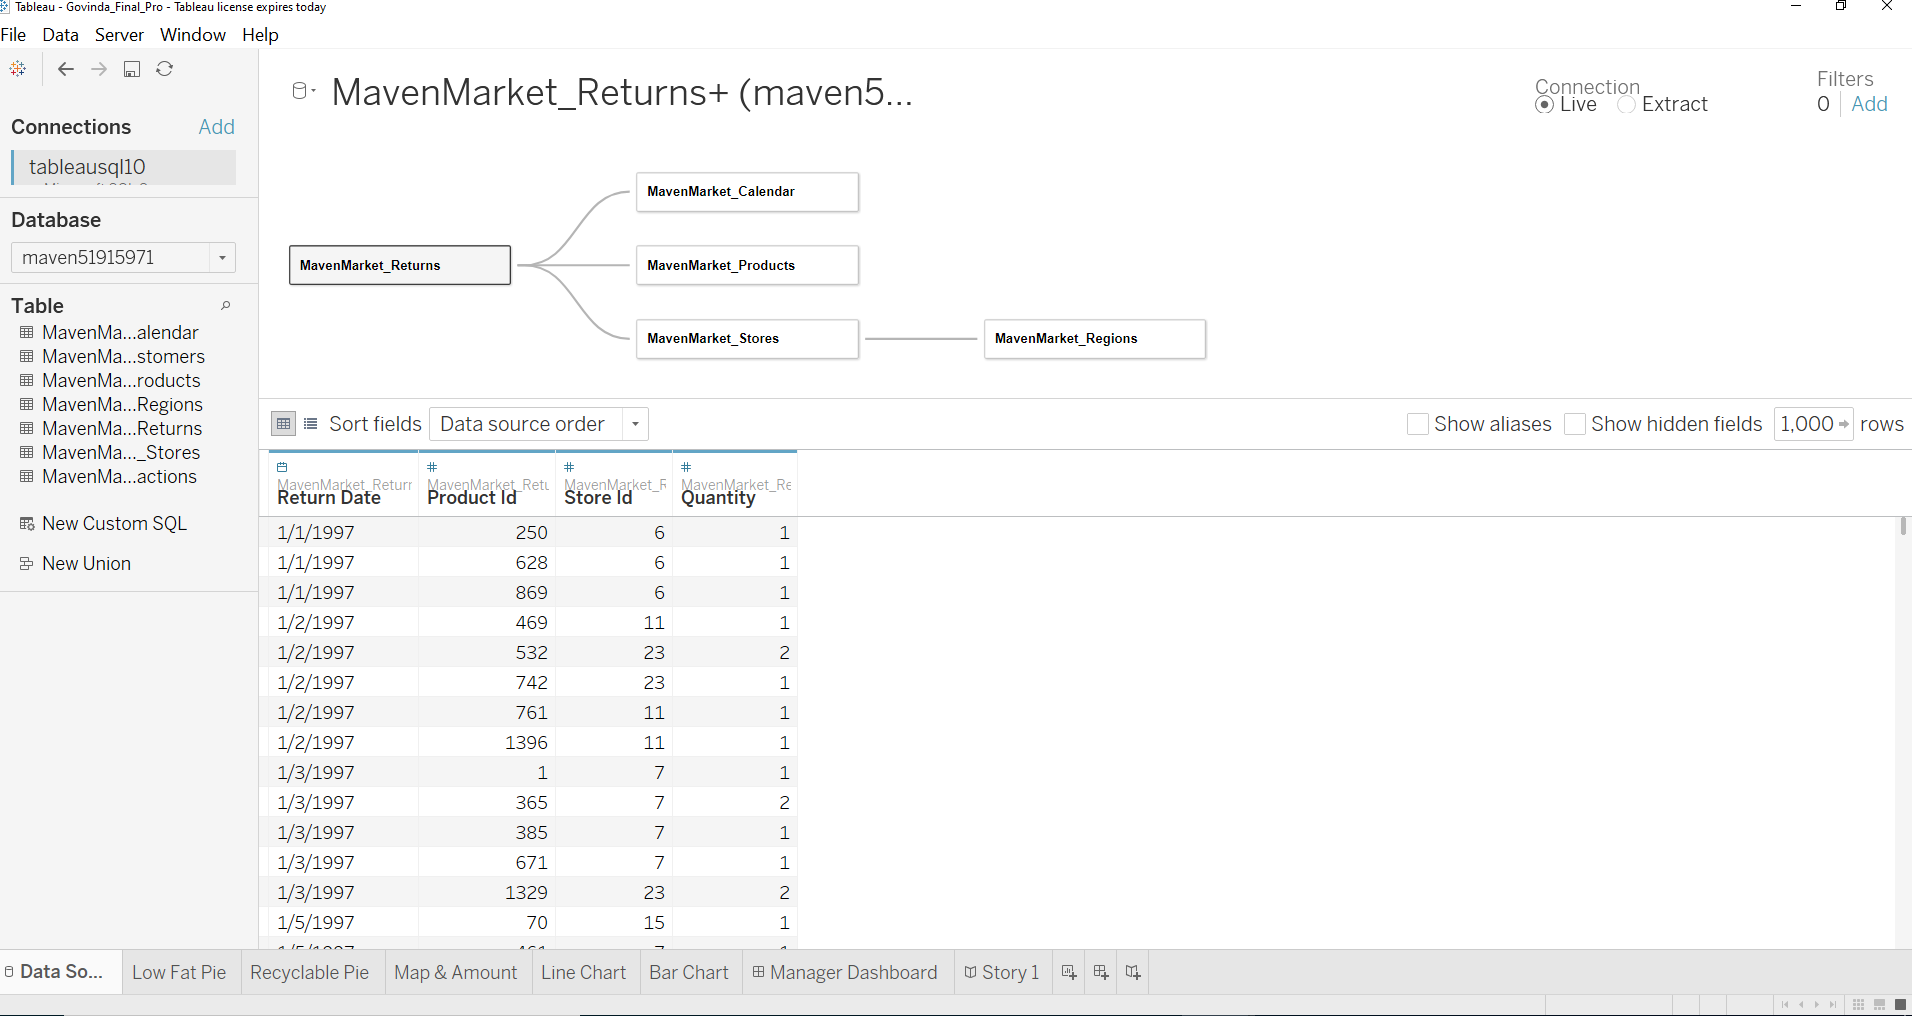 Tableau - Govinda_Final_Pro - Tableau license expires today
File Data Server Window Help
Connections Add
tableausql10
Database
maven51915971
Table
MavenMa...alendar
MavenMa...stomers
MavenMa...roducts
MavenMa...Regions
MavenMa...Returns
MavenMa..._Stores
MavenMa...actions
New Custom SQL
New Union
MavenMarket_Returns+ (maven5...
Connection
Live Extract
Filters
0 Add
MavenMarket_Calendar
MavenMarket_Returns
MavenMarket_Products
MavenMarket_Stores
MavenMarket_Regions
Sort fields Data source order
Show aliases Show hidden fields 1,000 rows
MavenMarket_Returr MavenMarket_Retu MavenMarket_R MavenMarket_Re
Return Date Product Id Store Id Quantity
1/1/1997 250 6 1
1/1/1997 628 6 1
1/1/1997 869 6 1
1/2/1997 469 11 1
1/2/1997 532 23 2
1/2/1997 742 23 1
1/2/1997 761 11 1
1/2/1997 1396 11 1
1/3/1997 1 7 1
1/3/1997 365 7 2
1/3/1997 385 7 1
1/3/1997 671 7 1
1/3/1997 1329 23 2
1/5/1997 70 15 1
Data So... Low Fat Pie Recyclable Pie Map & Amount Line Chart Bar Chart Manager Dashboard Story 1